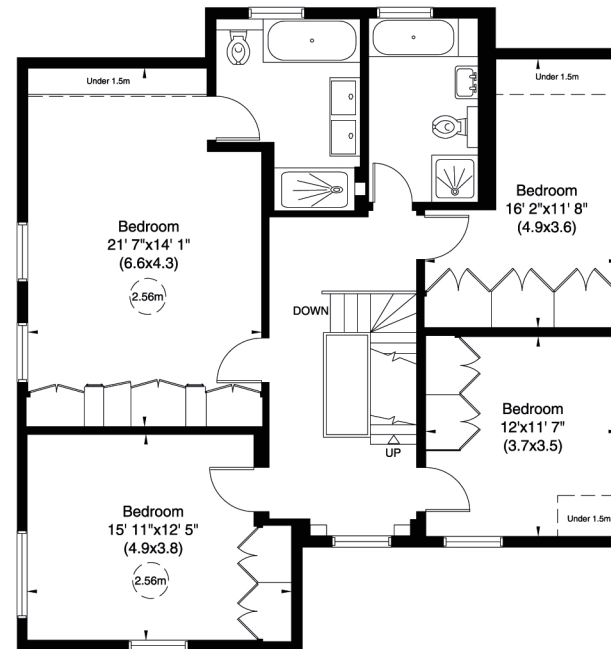 Under 1.5m
Under 1.5m
Bedroom
21' 7"x14' 1"
(6.6x4.3)
2.56m
Bedroom
16' 2"x11' 8"
(4.9x3.6)
DOWN
UP
Bedroom
12'x11' 7"
(3.7x3.5)
Under 1.5m
Bedroom
15' 11"x12' 5"
(4.9x3.8)
2.56m